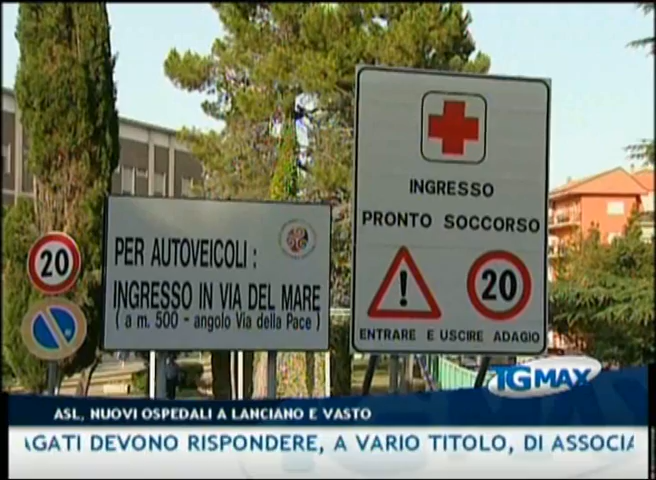 20
PER AUTOVEICOLI :
INGRESSO IN VIA DEL MARE
( a m. 500 - angolo Via della Pace )
INGRESSO
PRONTO SOCCORSO
!
20
ENTRARE E USCIRE ADAGIO
TGMAX
ASL, NUOVI OSPEDALI A LANCIANO E VASTO
AGATI DEVONO RISPONDERE, A VARIO TITOLO, DI ASSOCIA